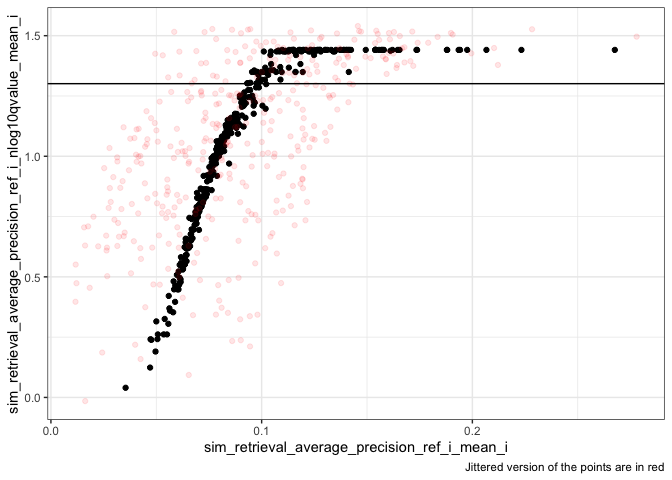 sim_retrieval_average_precision_ref_i_nlog10qvalue_mean_i
1.5
1.0
0.5
0.0
0.0
0.1
0.2
sim_retrieval_average_precision_ref_i_mean_i
Jittered version of the points are in red